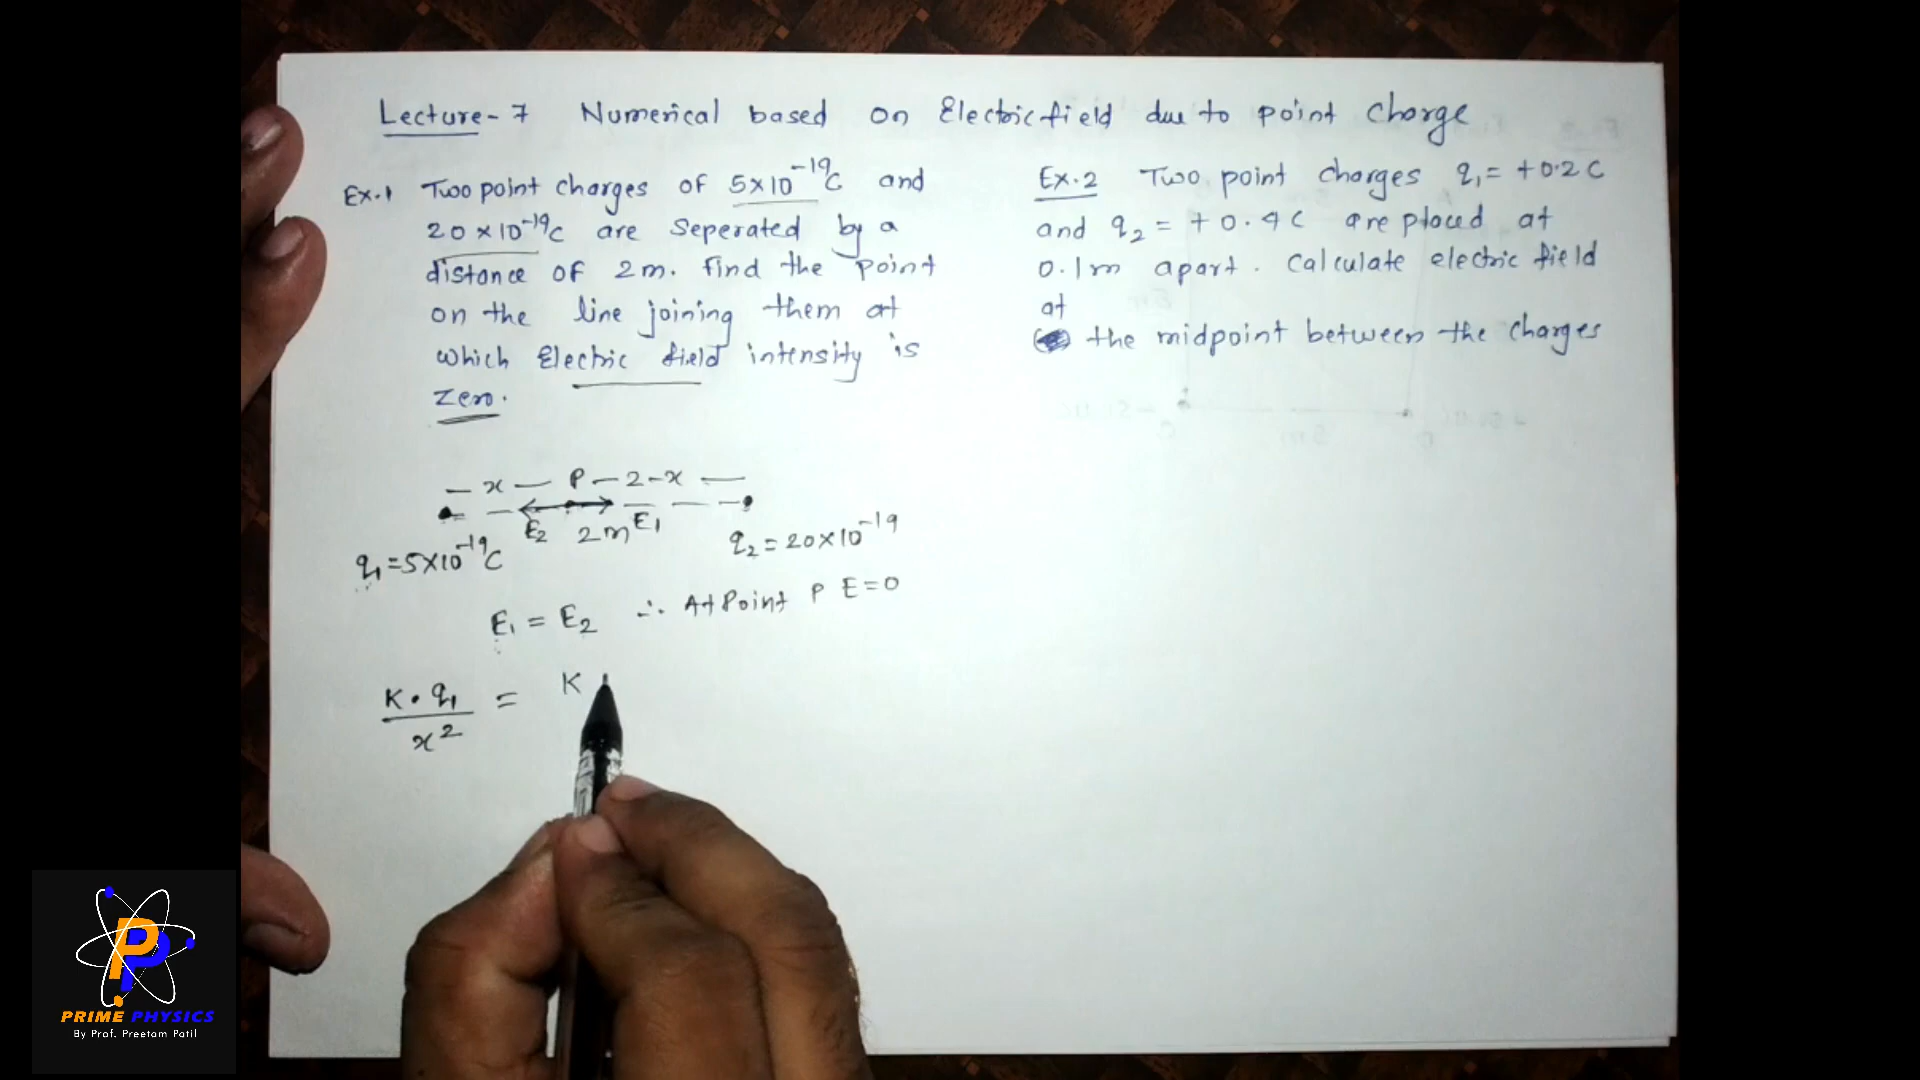 Lecture-7 Numerical based on Electric field due to point charge
Ex.1 Two point charges of 5×10⁻¹⁹C and
20×10⁻¹⁹C are seperated by a
distance of 2m. find the point
on the line joining them at
which Electric field intensity is
Zero.
x P 2-x
E₂ 2m E₁
q₁=5×10⁻¹⁹C
q₂=20×10⁻¹⁹
E₁ = E₂ ∴ At Point P E=0
K·q₁/x² = K
Ex.2 Two point charges q₁= +0.2C
and q₂ = +0.4C are placed at
0.1m apart. Calculate electric field
at
the midpoint between the charges
PP
PRIME PHYSICS
By Prof. Preetam Patil